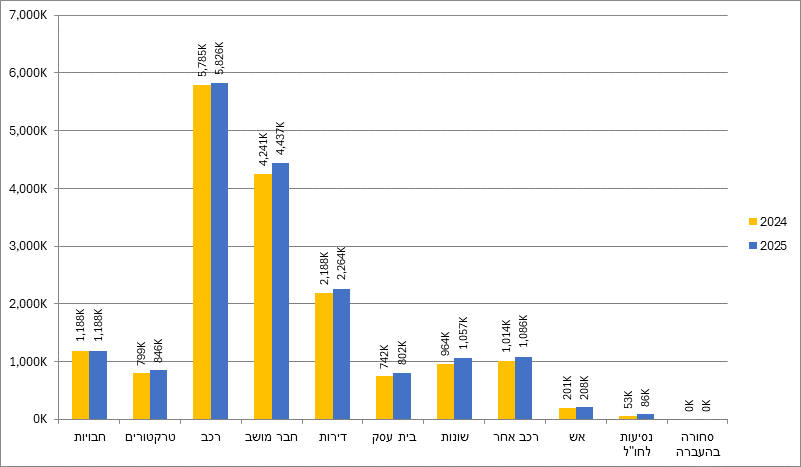 7,000K
6,000K
5,000K
4,000K
3,000K
2,000K
1,000K
0K
1,188K
1,188K
799K
846K
5,785K
5,826K
4,241K
4,437K
2,188K
2,264K
742K
802K
964K
1,057K
1,014K
1,086K
201K
208K
53K
86K
0K
0K
חבויות
טרקטורים
רכב
חבר מושב
דירות
בית עסק
שונות
רכב אחר
אש
נסיעות
לחו"ל
סחורה
בהעברה
2024
2025